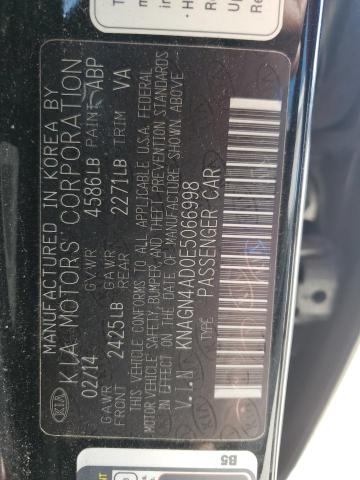 MANUFACTURED IN KOREA BY
KIA MOTORS CORPORATION
02/14 GVWR 4586LB PAINT ABP
GAWR FRONT 2425LB GAWR REAR 2271LB TRIM VA
THIS VEHICLE CONFORMS TO ALL APPLICABLE U.S.A. FEDERAL
MOTOR VEHICLE SAFETY, BUMPER, AND THEFT PREVENTION STANDARDS
IN EFFECT ON THE DATE OF MANUFACTURE SHOWN ABOVE
V.I.N KNAGN4AD0E5066998
TYPE: PASSENGER CAR
KIA
B5